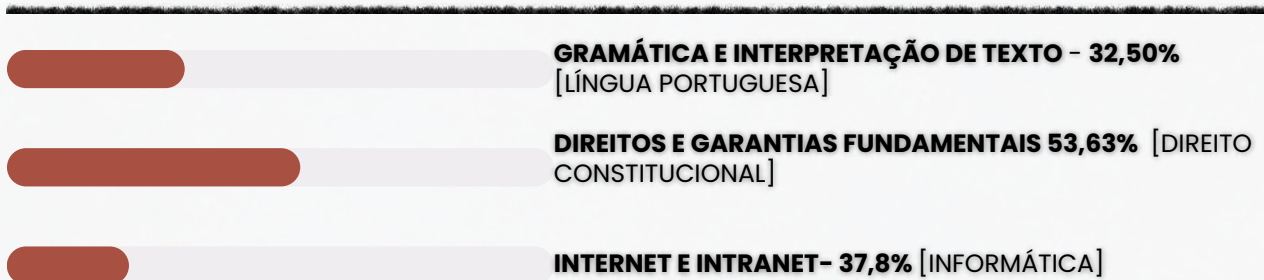 GRAMÁTICA E INTERPRETAÇÃO DE TEXTO - 32,50%
[LÍNGUA PORTUGUESA]
DIREITOS E GARANTIAS FUNDAMENTAIS 53,63% [DIREITO
CONSTITUCIONAL]
INTERNET E INTRANET- 37,8% [INFORMÁTICA]